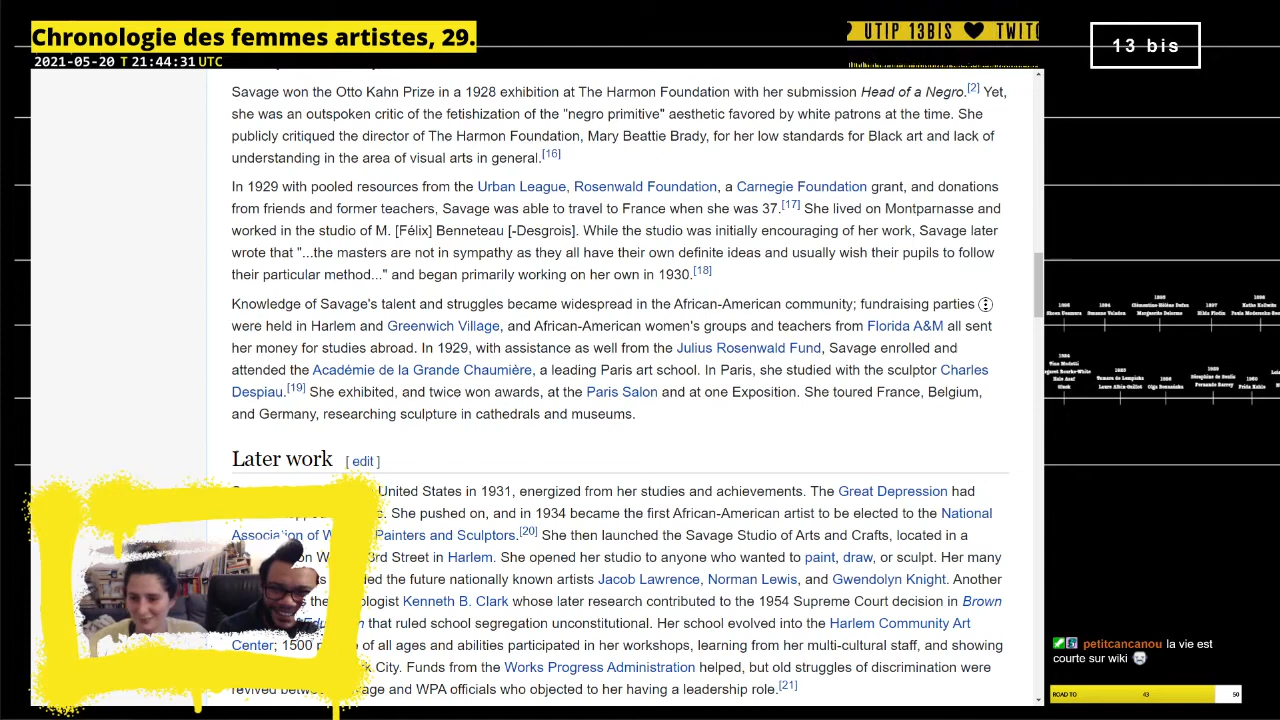 Chronologie des femmes artistes, 29.
2021-05-20 T 21:44:31 UTC
UTIP 13BIS ♥ TWIT
13 bis
Savage won the Otto Kahn Prize in a 1928 exhibition at The Harmon Foundation with her submission Head of a Negro.[2] Yet,
she was an outspoken critic of the fetishization of the "negro primitive" aesthetic favored by white patrons at the time. She
publicly critiqued the director of The Harmon Foundation, Mary Beattie Brady, for her low standards for Black art and lack of
understanding in the area of visual arts in general.[16]
In 1929 with pooled resources from the Urban League, Rosenwald Foundation, a Carnegie Foundation grant, and donations
from friends and former teachers, Savage was able to travel to France when she was 37.[17] She lived on Montparnasse and
worked in the studio of M. [Félix] Benneteau [-Desgrois]. While the studio was initially encouraging of her work, Savage later
wrote that "...the masters are not in sympathy as they all have their own definite ideas and usually wish their pupils to follow
their particular method..." and began primarily working on her own in 1930.[18]
Knowledge of Savage's talent and struggles became widespread in the African-American community; fundraising parties
were held in Harlem and Greenwich Village, and African-American women's groups and teachers from Florida A&M all sent
her money for studies abroad. In 1929, with assistance as well from the Julius Rosenwald Fund, Savage enrolled and
attended the Académie de la Grande Chaumière, a leading Paris art school. In Paris, she studied with the sculptor Charles
Despiau.[19] She exhibited, and twice won awards, at the Paris Salon and at one Exposition. She toured France, Belgium,
and Germany, researching sculpture in cathedrals and museums.
Later work [ edit ]
United States in 1931, energized from her studies and achievements. The Great Depression had
She pushed on, and in 1934 became the first African-American artist to be elected to the National
Association of W Painters and Sculptors.[20] She then launched the Savage Studio of Arts and Crafts, located in a
on W 3rd Street in Harlem. She opened her studio to anyone who wanted to paint, draw, or sculpt. Her many
ed the future nationally known artists Jacob Lawrence, Norman Lewis, and Gwendolyn Knight. Another
ologist Kenneth B. Clark whose later research contributed to the 1954 Supreme Court decision in Brown
that ruled school segregation unconstitutional. Her school evolved into the Harlem Community Art
Center; 1500 of all ages and abilities participated in her workshops, learning from her multi-cultural staff, and showing
k City. Funds from the Works Progress Administration helped, but old struggles of discrimination were
revived between age and WPA officials who objected to her having a leadership role.[21]
1894
1897
Suzanne Valadon
Marguerite Delorme
Hilda Flodin
Tamara de Lempicka
Laure Albin-Guillot
Olga Boznańska
Fernande Barrey
Frida Kahlo
petitcancanou la vie est
courte sur wiki
ROAD TO 43 50